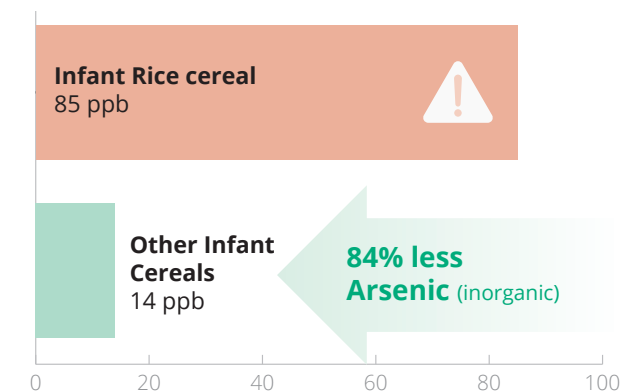 Infant Rice cereal
85 ppb
Other Infant
Cereals
14 ppb
84% less
Arsenic (inorganic)
0 20 40 60 80 100